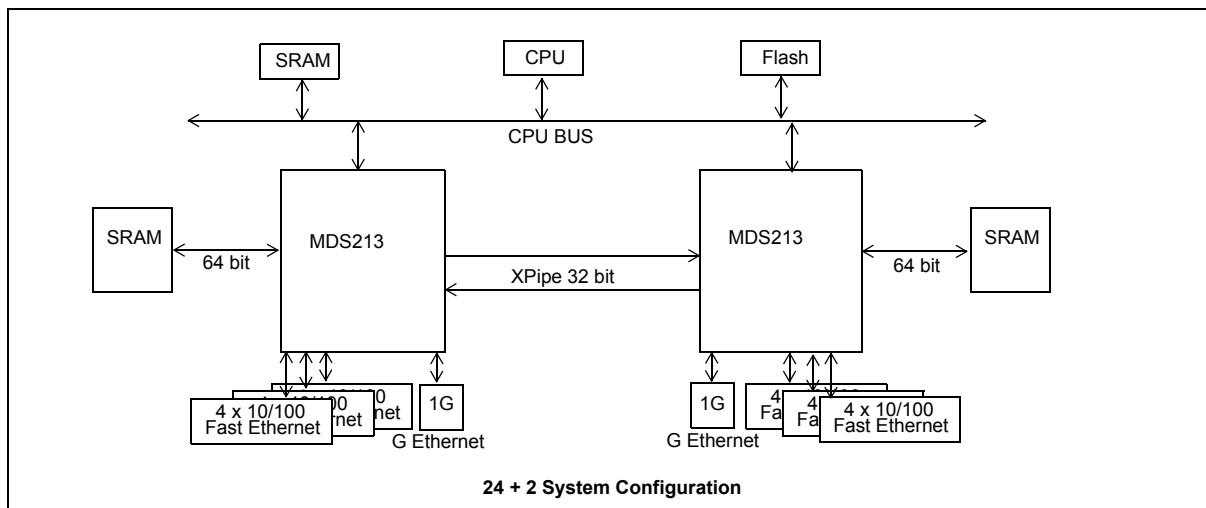 SRAM
CPU
Flash
CPU BUS
SRAM
64 bit
MDS213
XPipe 32 bit
MDS213
64 bit
SRAM
4 x 10/100
Fast Ethernet
1G
G Ethernet
1G
G Ethernet
4 x 10/100
Fast Ethernet
24 + 2 System Configuration